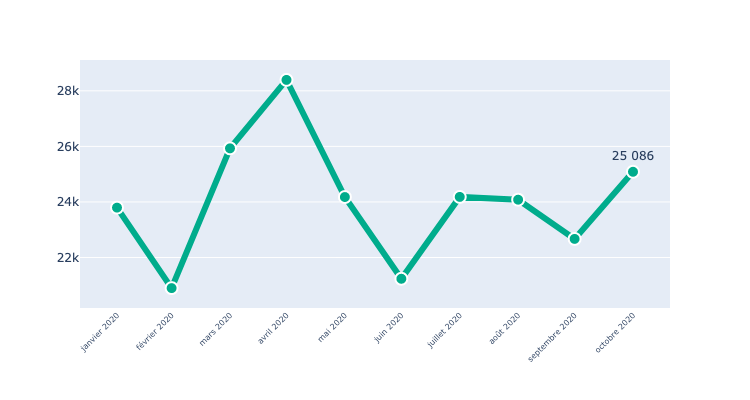 28k
26k
24k
22k
25 086
janvier 2020
février 2020
mars 2020
avril 2020
mai 2020
juin 2020
juillet 2020
août 2020
septembre 2020
octobre 2020